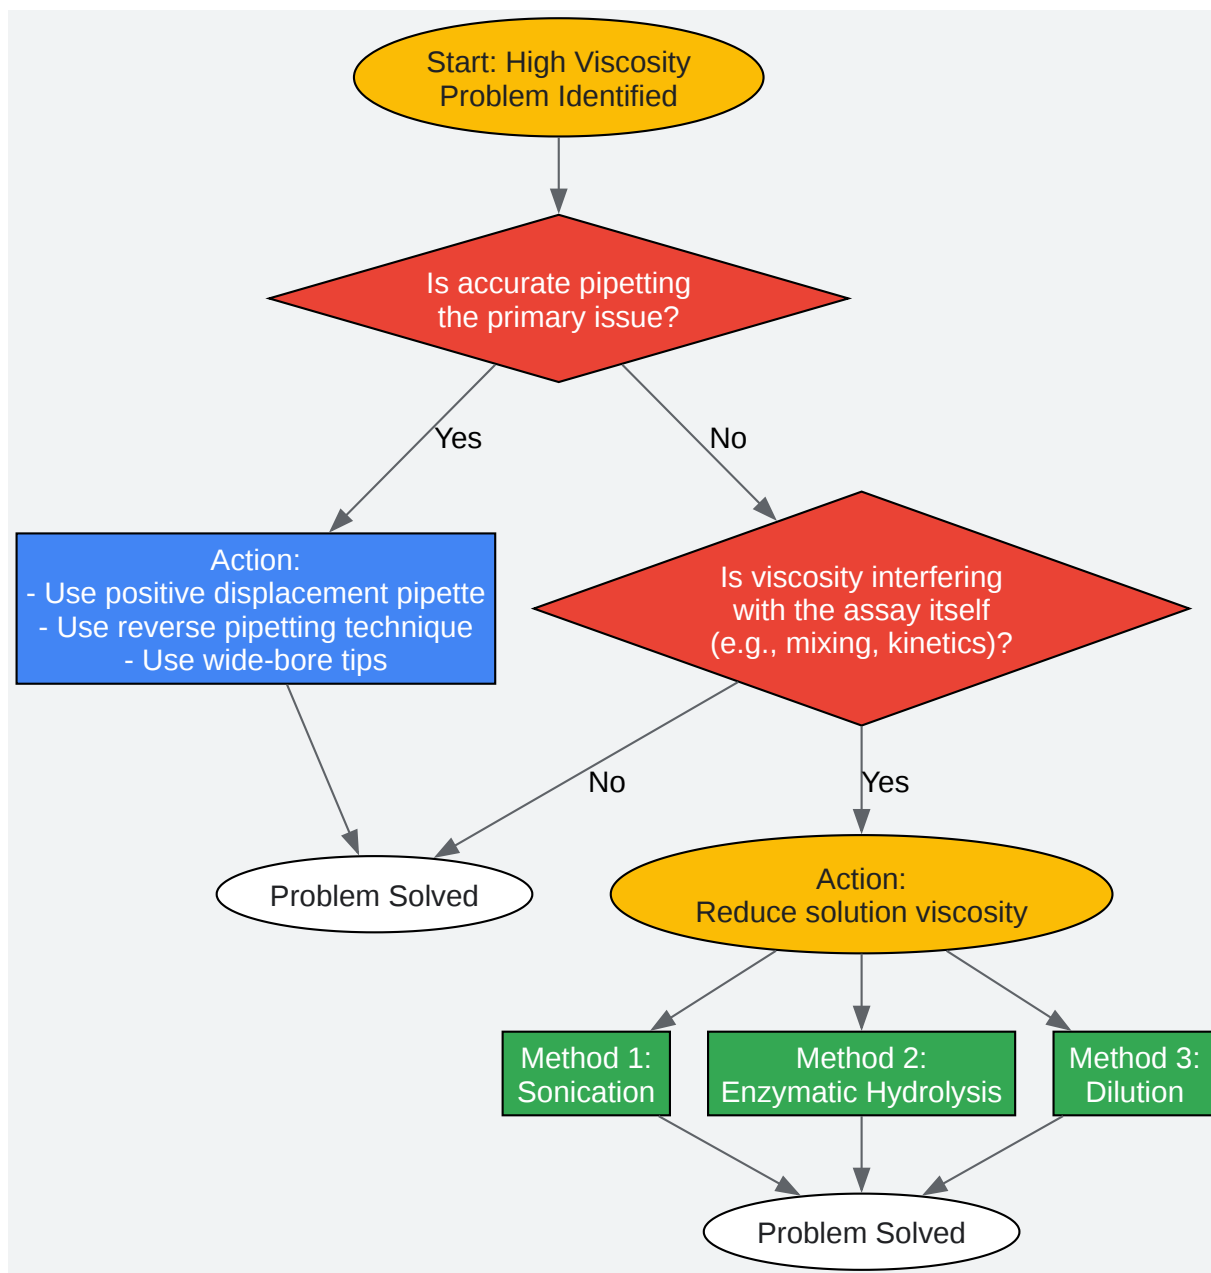 Start: High Viscosity
Problem Identified
Is accurate pipetting
the primary issue?
Yes
No
Action:
- Use positive displacement pipette
- Use reverse pipetting technique
- Use wide-bore tips
Is viscosity interfering
with the assay itself
(e.g., mixing, kinetics)?
No
Yes
Problem Solved
Action:
Reduce solution viscosity
Method 1:
Sonication
Method 2:
Enzymatic Hydrolysis
Method 3:
Dilution
Problem Solved